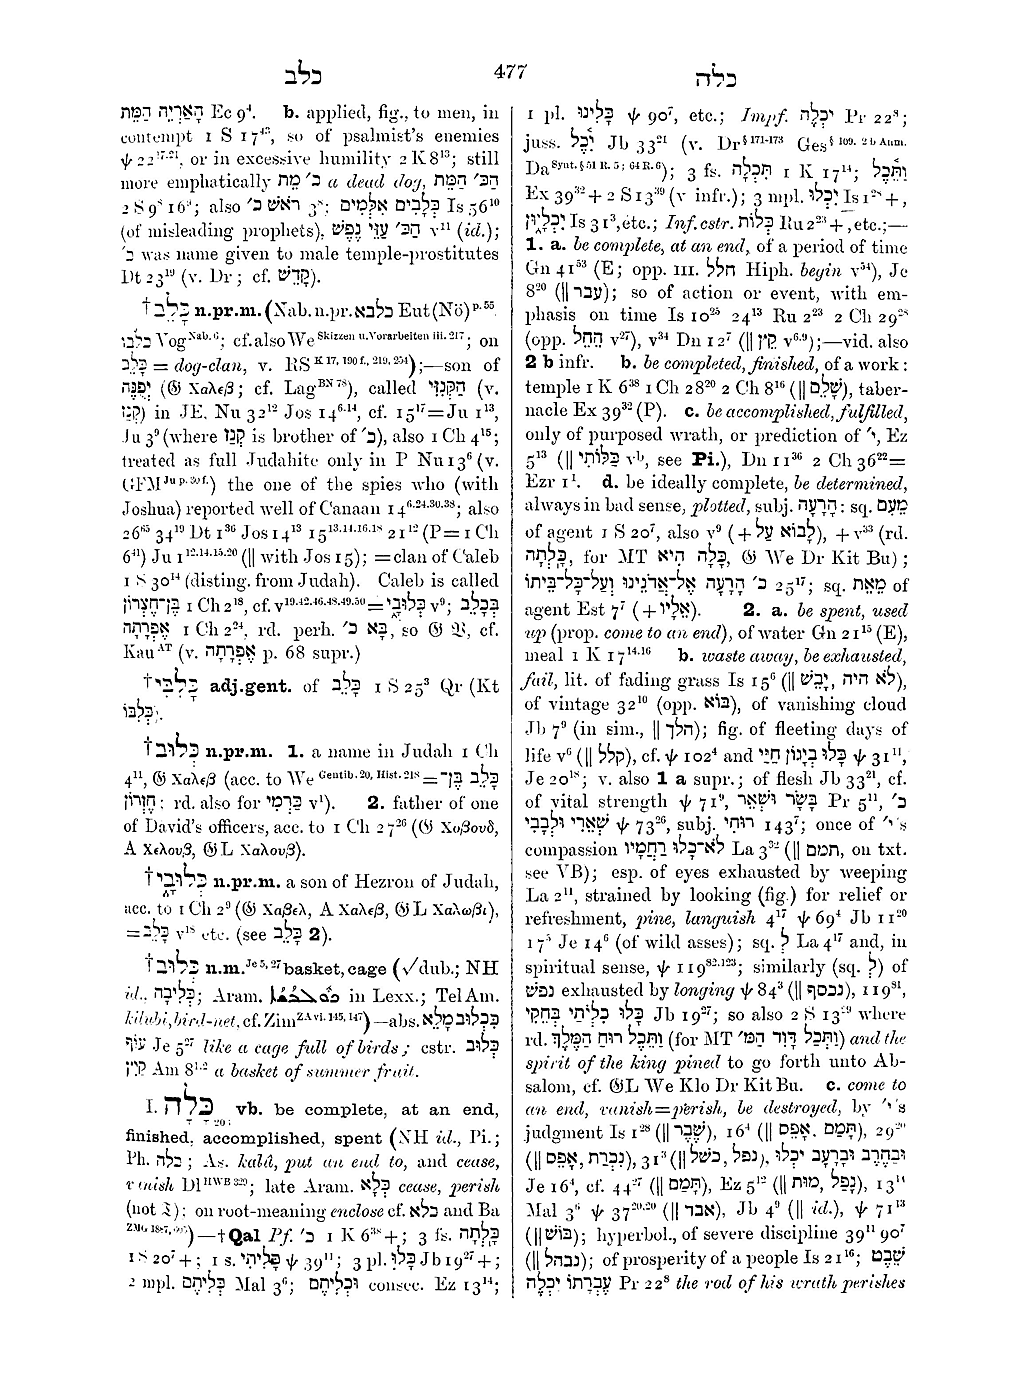 כלב
477
כלה
הָאַרְיֵה הַמֵּת Ec 9⁴. b. applied, fig., to men, in
contempt 1 S 17⁴³, so of psalmist's enemies
ψ 22¹⁷·²¹, or in excessive humility 2 K 8¹³; still
more emphatically כ׳ מֵת a dead dog, הַכּ׳ הַמֵּת
2 S 9⁸ 16⁹; also רֹאשׁ כ׳ 3⁸; כְּלָבִים אִלְּמִים Is 56¹⁰
(of misleading prophets), הַכּ׳ עַזֵּי נֶפֶשׁ v¹¹ (id.);
כ׳ was name given to male temple-prostitutes
Dt 23¹⁹ (v. Dr; cf. קָדֵשׁ).
†כָּלֵב n.pr.m. (Nab. n.pr. כלבא Eut (Nö) p. 55
כלבו Vog Nab. 6; cf. also We Skizzen u. Vorarbeiten iii. 217; on
כָּלֵב = dog-clan, v. RS K 17, 190 f., 219, 254);—son of
יְפֻנֶּה (𝔊 Χαλεβ; cf. Lag BN 78), called הַקְּנִזִּי (v.
קְנַז) in JE, Nu 32¹² Jos 14⁶·¹⁴, cf. 15¹⁷=Ju 1¹³,
Ju 3⁹ (where קְנַז is brother of כ׳), also 1 Ch 4¹⁵;
treated as full Judahite only in P Nu 13⁶ (v.
GFM Ju p. 30 f.) the one of the spies who (with
Joshua) reported well of Canaan 14⁶·²⁴·³⁰·³⁸; also
26⁶⁵ 34¹⁹ Dt 1³⁶ Jos 14¹³ 15¹³·¹⁴·¹⁶·¹⁸ 21¹² (P=1 Ch
6⁴¹) Ju 1¹²·¹⁴·¹⁵·²⁰ (‖ with Jos 15); =clan of Caleb
1 S 30¹⁴ (disting. from Judah). Caleb is called
בֶּן־חֶצְרוֹן 1 Ch 2¹⁸, cf. v¹⁹·⁴²·⁴⁶·⁴⁸·⁴⁹·⁵⁰=כְּלוּבָי v⁹; בְּכָלֵב
אֶפְרָתָה 1 Ch 2²⁴, rd. perh. בָּא כ׳, so 𝔊 𝔙, cf.
Kau AT (v. אֶפְרָתָה p. 68 supr.)
†כָּלִבִּי adj.gent. of כָּלֵב 1 S 25³ Qr (Kt
כְּלִבּוֹ).
†כְּלוּב n.pr.m. 1. a name in Judah 1 Ch
4¹¹, 𝔊 Χαλεβ (acc. to We Gentib. 20, Hist. 218 = כָּלֵב בֶּן־
חֶזְרוֹן: rd. also for כַּרְמִי v¹). 2. father of one
of David's officers, acc. to 1 Ch 27²⁶ (𝔊 Χοβουδ,
A Χελουβ, 𝔊L Χαλουβ).
†כְּלוּבָי n.pr.m. a son of Hezron of Judah,
acc. to 1 Ch 2⁹ (𝔊 Χαβελ, A Χαλεβ, 𝔊L Χαλωβι),
=כָּלֵב v¹⁸ etc. (see כָּלֵב 2).
†כְּלוּב n.m. Je 5, 27 basket, cage (√dub.; NH
id., כְּלִיבָה; Aram. in Lexx.; Tel Am.
kilubi, bird-net, cf. Zim ZA vi. 145, 147)—abs. כִּכְלוּב מָלֵא
עוֹף Je 5²⁷ like a cage full of birds; cstr. כְּלוּב
קַיִץ Am 8¹·² a basket of summer fruit.
I. כָּלָה vb. be complete, at an end,
finished, accomplished, spent (NH id., Pi.;
Ph. כלה; As. kalû, put an end to, and cease,
vanish Dl HWB 329; late Aram. כְּלָא cease, perish
(not 𝔗); on root-meaning enclose cf. כלא and Ba
ZMG 1887, 605)—†Qal Pf. כ׳ 1 K 6³⁸ +; 3 fs. כָּלְתָה
1 S 20⁷ +; 1 s. כָּלִיתִי ψ 39¹¹; 3 pl. כָּלוּ Jb 19²⁷ +;
2 mpl. כְּלִיתֶם Mal 3⁶; וּכְלִיתֶם consec. Ez 13¹⁴;
1 pl. כָּלִינוּ ψ 90⁷, etc.; Impf. יִכְלֶה Pr 22⁸;
juss. יִכֶל Jb 33²¹ (v. Dr § 171-173 Ges § 109. 2 b Anm.
Da Synt. § 51 R. 5; 64 R. 6); 3 fs. תִּכְלֶה 1 K 17¹⁴; וַתֵּכֶל
Ex 39³² + 2 S 13³⁹ (v infr.); 3 mpl. יִכְלוּ Is 1²⁸ +,
יִכְלָיוּן Is 31³, etc.; Inf. cstr. כְּלוֹת Ru 2²³ +, etc.;—
1. a. be complete, at an end, of a period of time
Gn 41⁵³ (E; opp. III. חלל Hiph. begin v⁵⁴), Je
8²⁰ (‖ עבר); so of action or event, with em-
phasis on time Is 10²⁵ 24¹³ Ru 2²³ 2 Ch 29²⁸
(opp. הֵחֵל v²⁷), v³⁴ Dn 12⁷ (‖ קֵץ v⁶·⁹);—vid. also
2 b infr. b. be completed, finished, of a work:
temple 1 K 6³⁸ 1 Ch 28²⁰ 2 Ch 8¹⁶ (‖ שָׁלֵם), taber-
nacle Ex 39³² (P). c. be accomplished, fulfilled,
only of purposed wrath, or prediction of י׳, Ez
5¹³ (‖ כַּלּוֹתִי vᵇ, see Pi.), Dn 11³⁶ 2 Ch 36²²=
Ezr 1¹. d. be ideally complete, be determined,
always in bad sense, plotted, subj. הָרָעָה: sq. מֵעִם
of agent 1 S 20⁷, also v⁹ (+ לָבוֹא עַל), + v³³ (rd.
כָּלְתָה, for MT כָּלָה הִיא, 𝔊 We Dr Kit Bu);
כ׳ הָרָעָה אֶל־אֲדֹנֵינוּ וְעַל־כָּל־בֵּיתוֹ 25¹⁷; sq. מֵאֵת of
agent Est 7⁷ (+ אֵלָיו). 2. a. be spent, used
up (prop. come to an end), of water Gn 21¹⁵ (E),
meal 1 K 17¹⁴·¹⁶ b. waste away, be exhausted,
fail, lit. of fading grass Is 15⁶ (‖ לֹא היה, יָבֵשׁ),
of vintage 32¹⁰ (opp. בּוֹא), of vanishing cloud
Jb 7⁹ (in sim., ‖ הלך); fig. of fleeting days of
life v⁶ (‖ קלל), cf. ψ 102⁴ and כָּלוּ בְיָגוֹן חַיַּי ψ 31¹¹,
Je 20¹⁸; v. also 1 a supr.; of flesh Jb 33²¹, cf.
of vital strength ψ 71⁹, בָּשָׂר וּשְׁאֵר Pr 5¹¹, כ׳
שְׁאֵרִי וּלְבָבִי ψ 73²⁶, subj. רוּחִי 143⁷; once of י׳'s
compassion לֹא־כָלוּ רַחֲמָיו La 3²² (‖ תמם, on txt.
see VB); esp. of eyes exhausted by weeping
La 2¹¹, strained by looking (fig.) for relief or
refreshment, pine, languish 4¹⁷ ψ 69⁴ Jb 11²⁰
17⁵ Je 14⁶ (of wild asses); sq. לְ La 4¹⁷ and, in
spiritual sense, ψ 119⁸²·¹²³; similarly (sq. לְ) of
נפשׁ exhausted by longing ψ 84³ (‖ נכסף), 119⁸¹,
כָּלוּ כִלְיֹתַי בְּחֵקִי Jb 19²⁷; so also 2 S 13³⁹ where
rd. וַתֵּכֶל רוּחַ הַמֶּלֶךְ (for MT וַתְּכַל דָּוִד הַמּ׳) and the
spirit of the king pined to go forth unto Ab-
salom, cf. 𝔊L We Klo Dr Kit Bu. c. come to
an end, vanish=perish, be destroyed, by י׳'s
judgment Is 1²⁸ (‖ שֶׁבֶר), 16⁴ (‖ תָּמַם, אָפֵס), 29²⁰
(‖ נִכְרַת, אָפֵס), 31³ (‖ נפל, כשׁל), וּבַחֶרֶב וּבָרָעָב יִכְלוּ
Je 16⁴, cf. 44²⁷ (‖ תָּמַם), Ez 5¹² (‖ נָפַל, מוּת), 13¹⁴
Mal 3⁶ ψ 37²⁰·²⁰ (‖ אבד), Jb 4⁹ (‖ id.), ψ 71¹³
(‖ בּוֹשׁ); hyperbol., of severe discipline 39¹¹ 90⁷
(‖ נבהל); of prosperity of a people Is 21¹⁶; שֵׁבֶט
עֶבְרָתוֹ יִכְלֶה Pr 22⁸ the rod of his wrath perishes